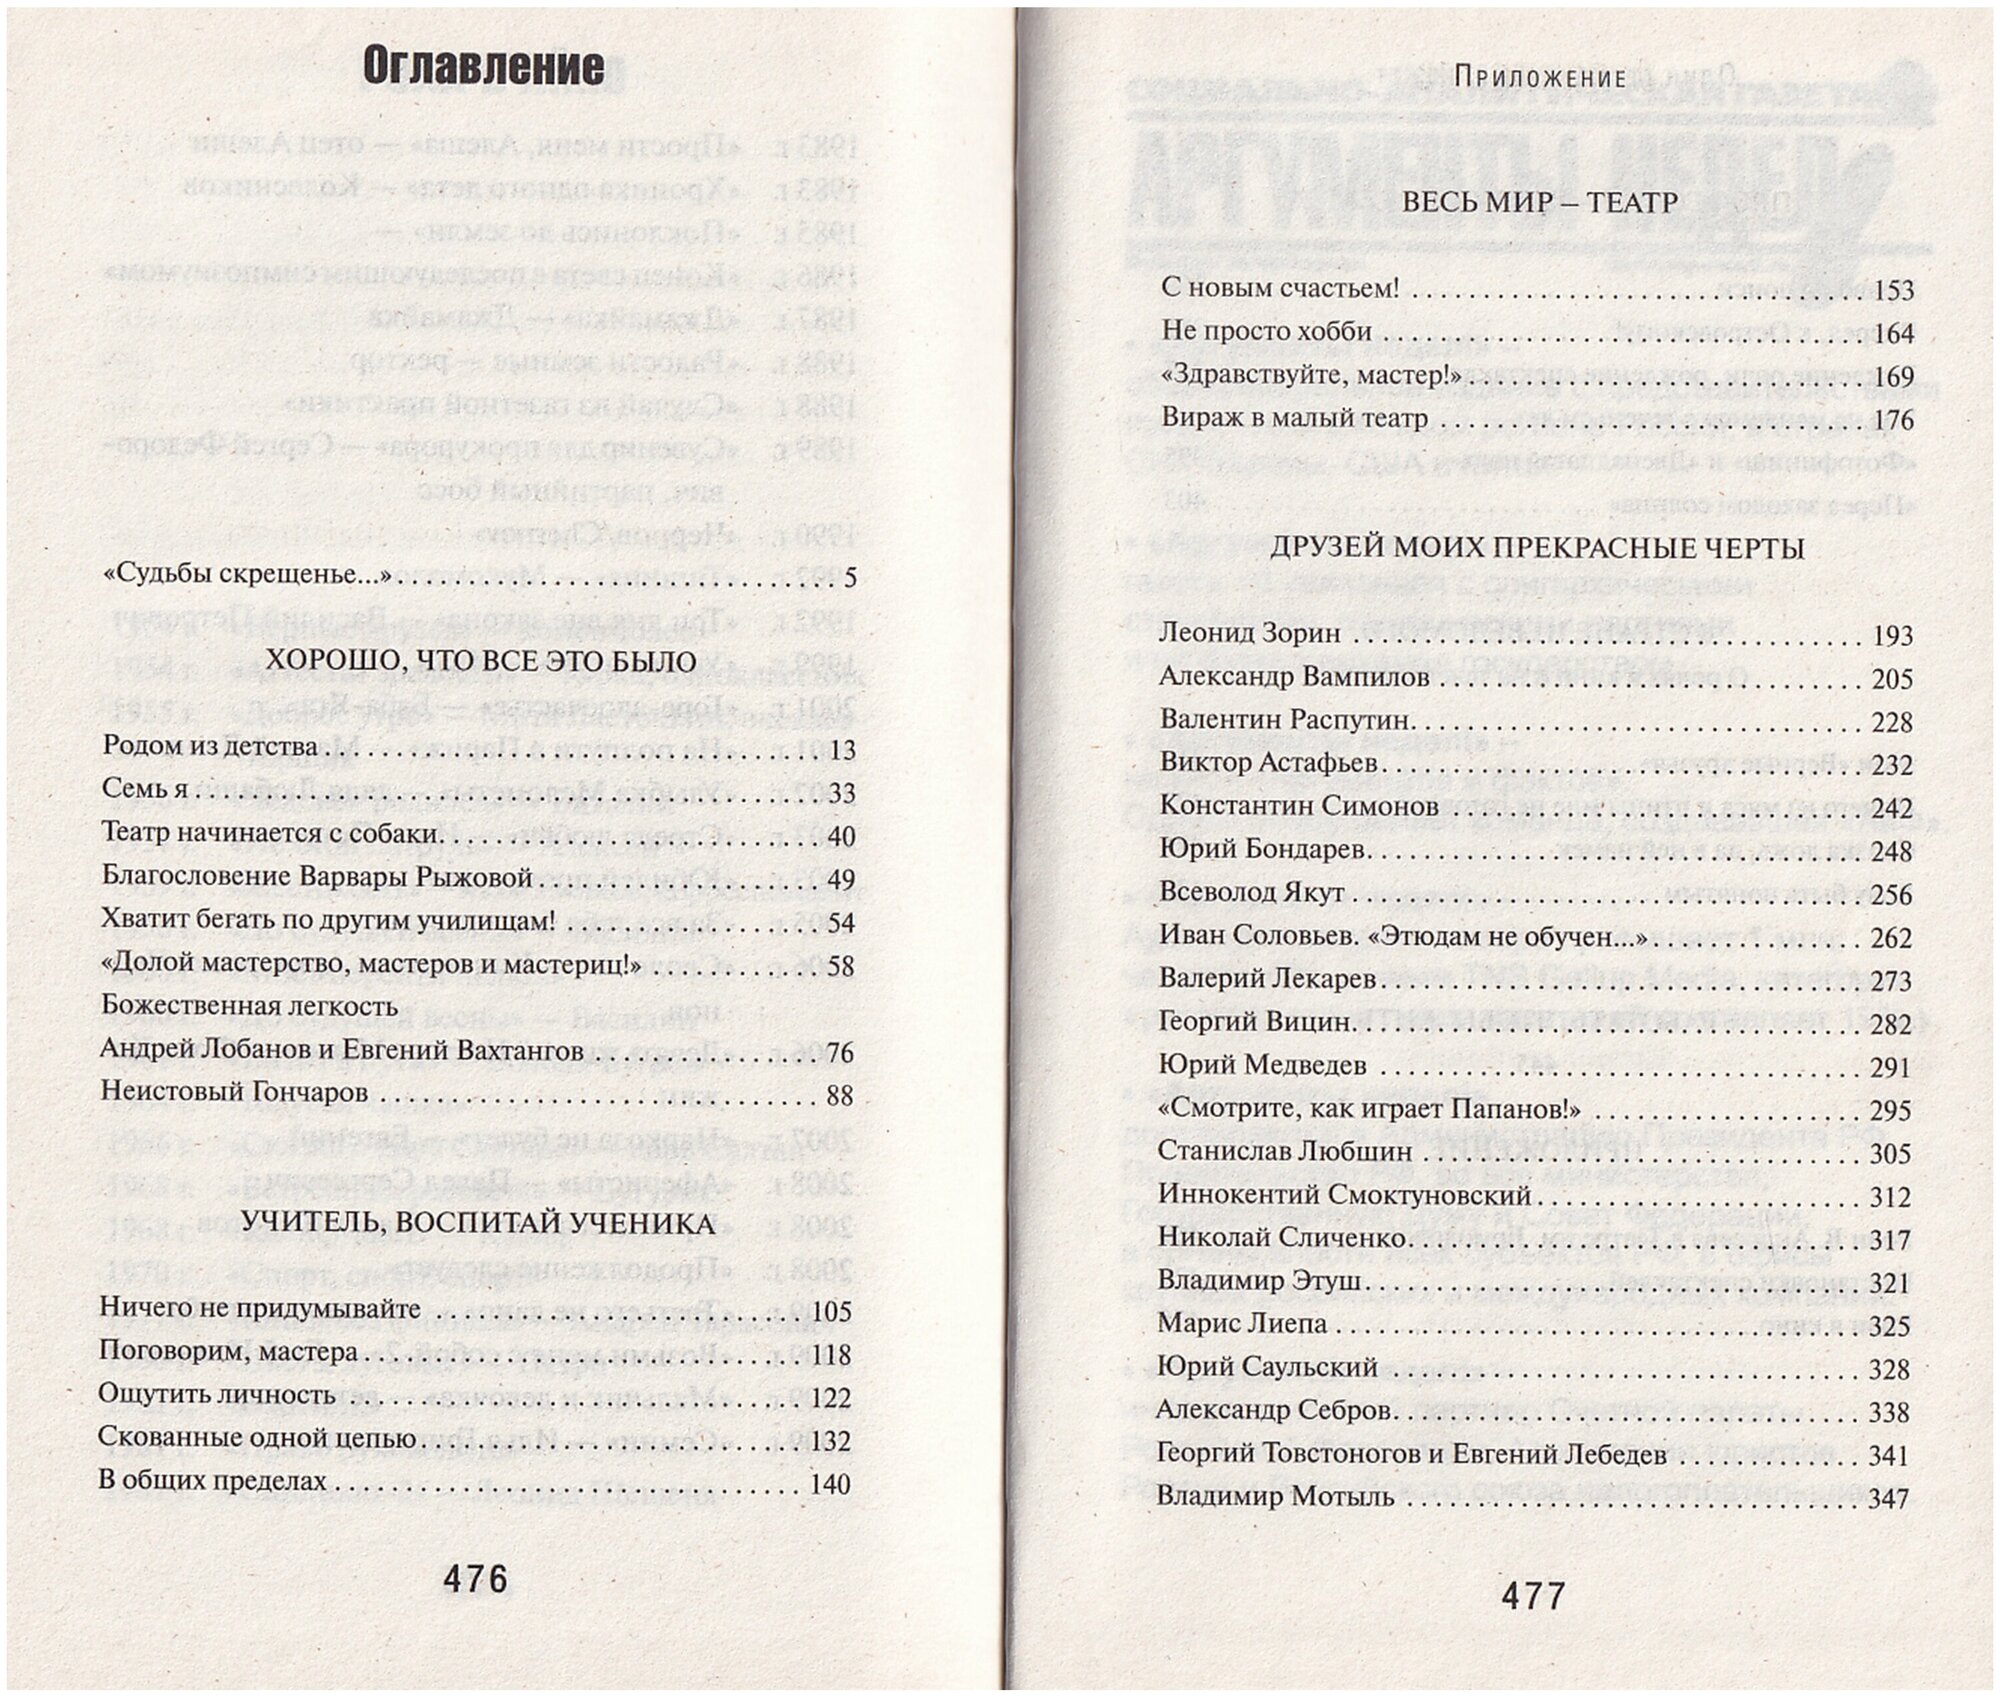 Оглавление
«Судьбы скрещенье...» 5
ХОРОШО, ЧТО ВСЕ ЭТО БЫЛО
Родом из детства 13
Семь я 33
Театр начинается с собаки 40
Благословение Варвары Рыжовой 49
Хватит бегать по другим училищам! 54
«Долой мастерство, мастеров и мастериц!» 58
Божественная легкость
Андрей Лобанов и Евгений Вахтангов 76
Неистовый Гончаров 88
УЧИТЕЛЬ, ВОСПИТАЙ УЧЕНИКА
Ничего не придумывайте 105
Поговорим, мастера 118
Ощутить личность 122
Скованные одной цепью 132
В общих пределах 140
476
Приложение
ВЕСЬ МИР – ТЕАТР
С новым счастьем! 153
Не просто хобби 164
«Здравствуйте, мастер!» 169
Вираж в малый театр 176
ДРУЗЕЙ МОИХ ПРЕКРАСНЫЕ ЧЕРТЫ
Леонид Зорин 193
Александр Вампилов 205
Валентин Распутин 228
Виктор Астафьев 232
Константин Симонов 242
Юрий Бондарев 248
Всеволод Якут 256
Иван Соловьев. «Этюдам не обучен...» 262
Валерий Лекарев 273
Георгий Вицин 282
Юрий Медведев 291
«Смотрите, как играет Папанов!» 295
Станислав Любшин 305
Иннокентий Смоктуновский 312
Николай Сличенко 317
Владимир Этуш 321
Марис Лиепа 325
Юрий Саульский 328
Александр Себров 338
Георгий Товстоногов и Евгений Лебедев 341
Владимир Мотыль 347
477